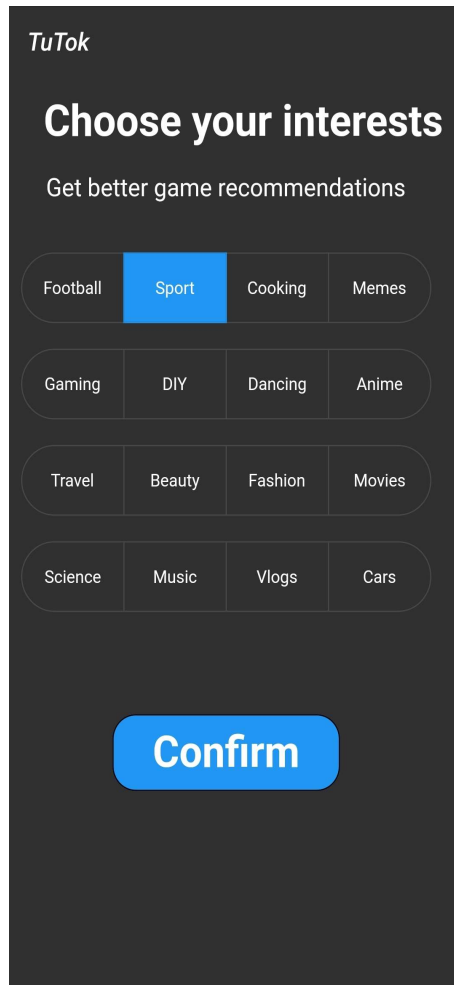 TuTok
Choose your interests
Get better game recommendations
Football Sport Cooking Memes
Gaming DIY Dancing Anime
Travel Beauty Fashion Movies
Science Music Vlogs Cars
Confirm